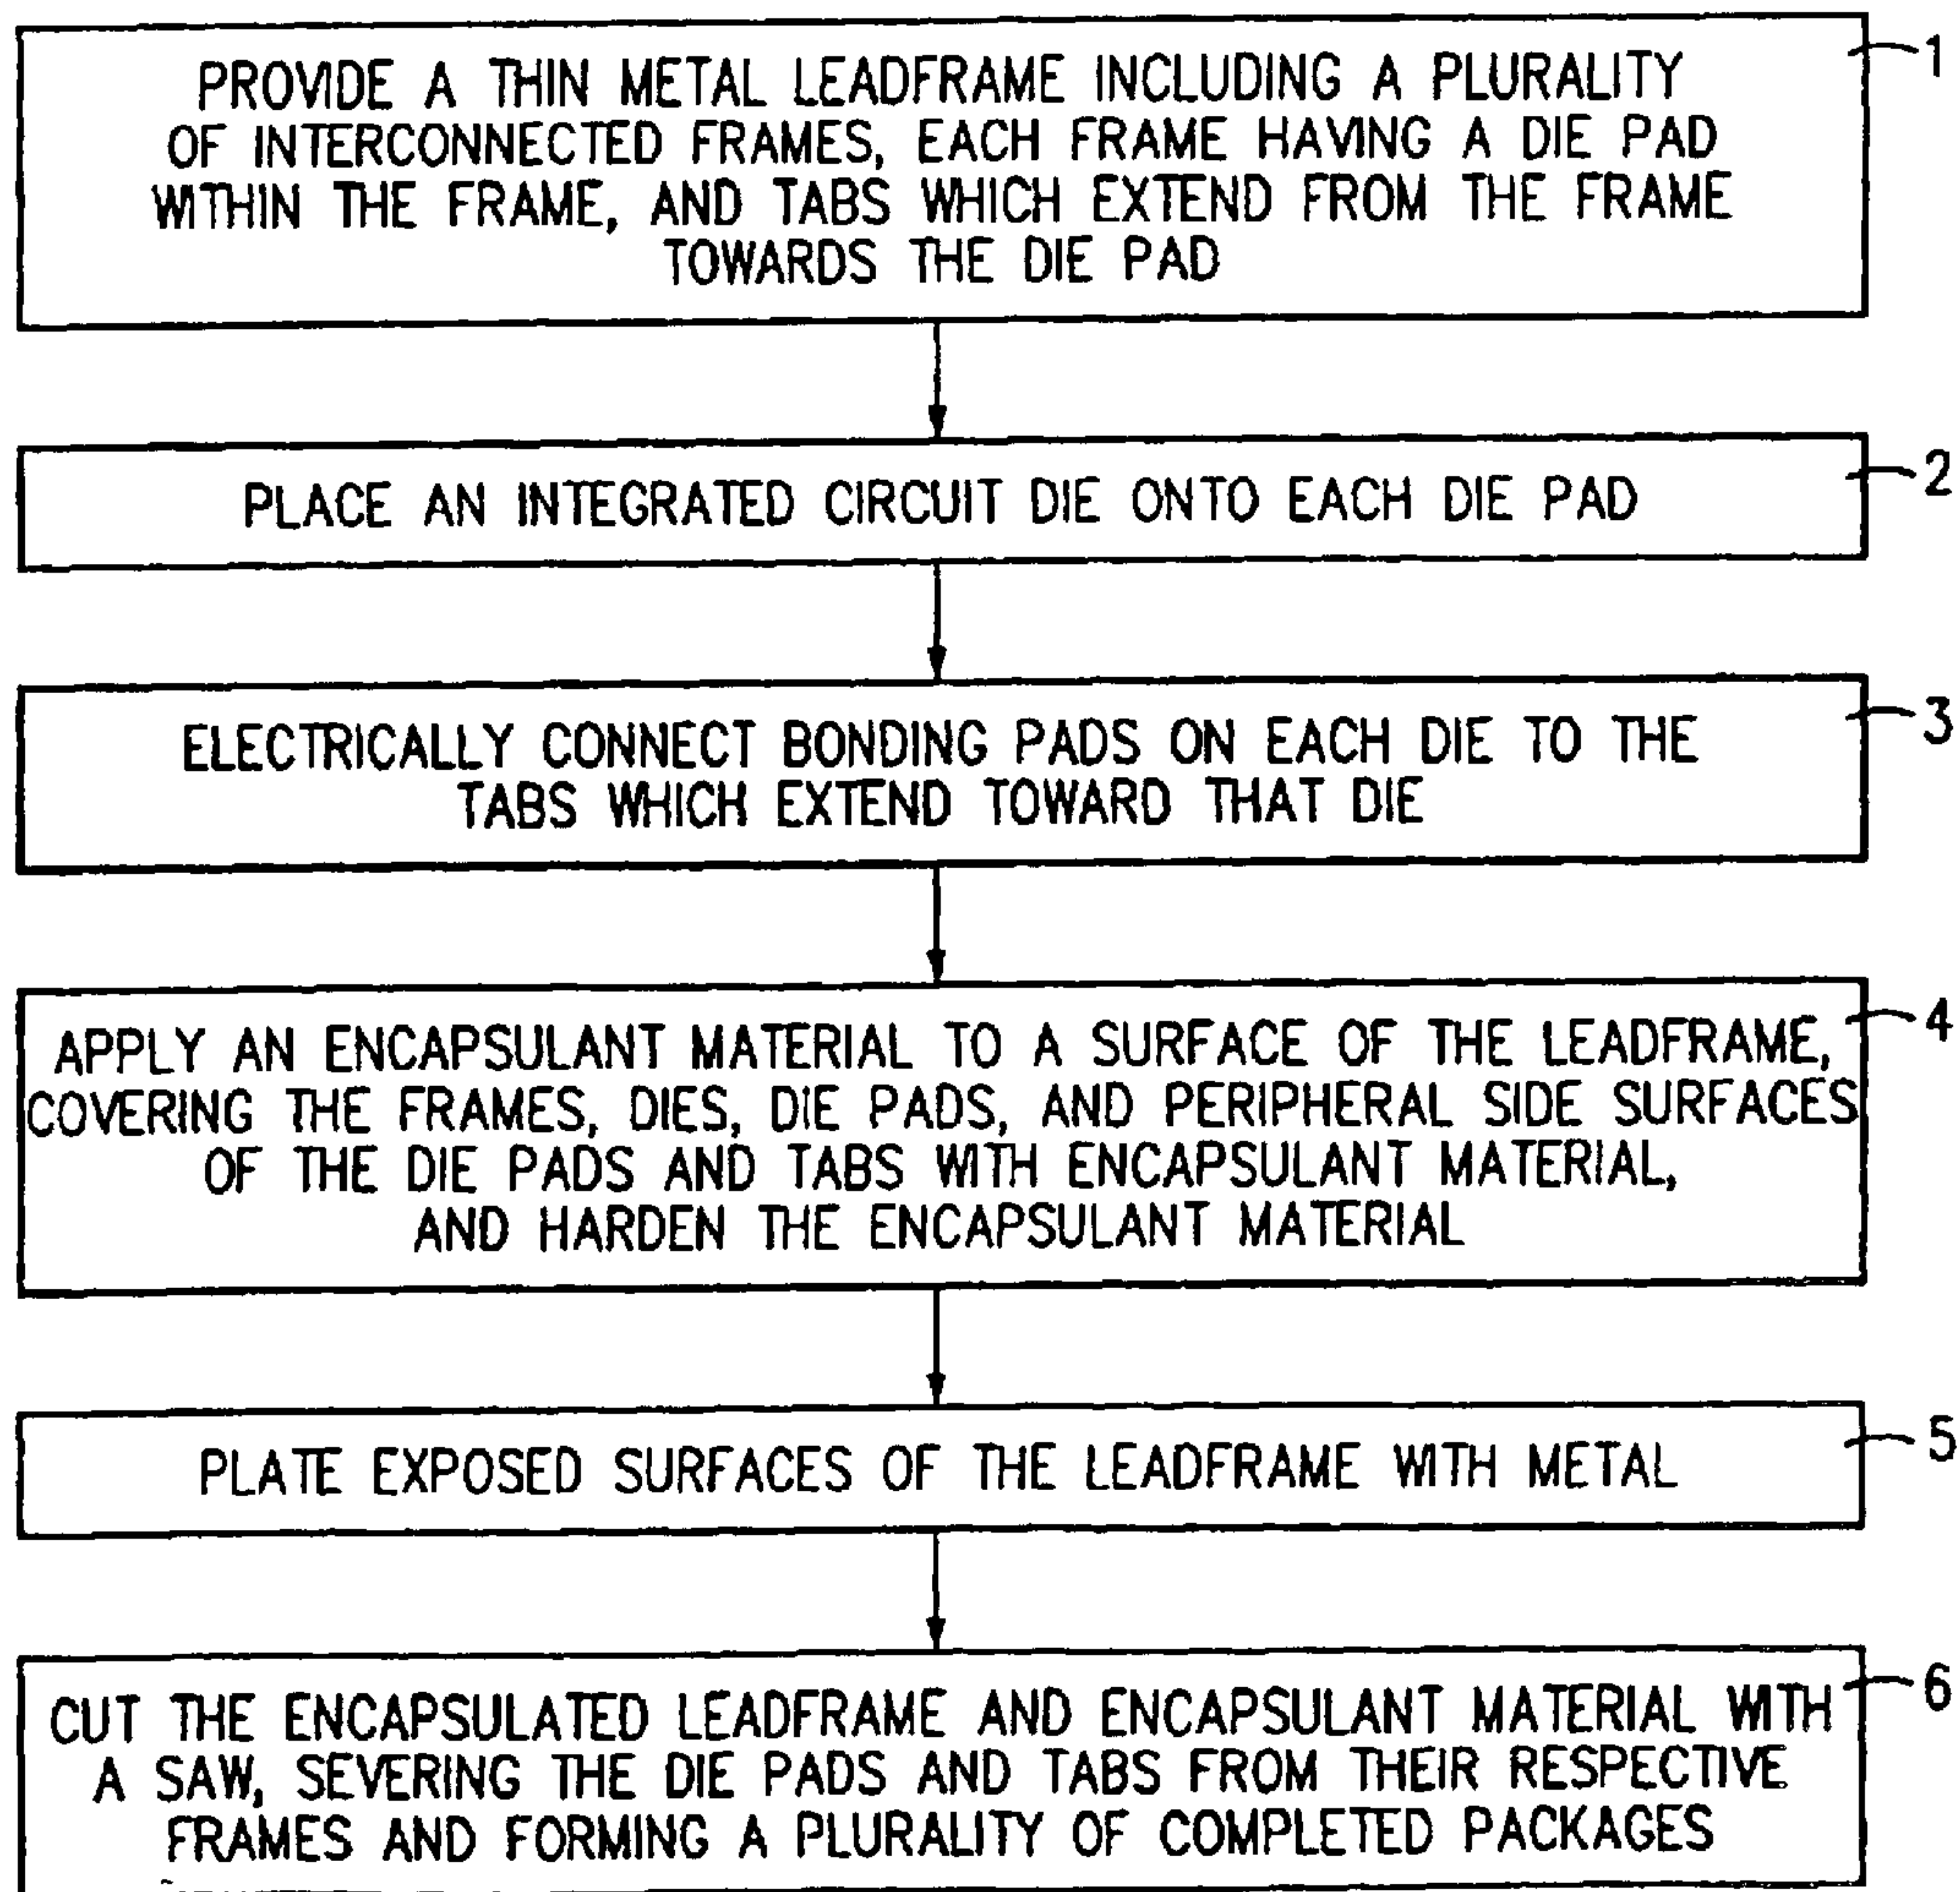 PROVIDE A THIN METAL LEADFRAME INCLUDING A PLURALITY
OF INTERCONNECTED FRAMES, EACH FRAME HAVING A DIE PAD
WITHIN THE FRAME, AND TABS WHICH EXTEND FROM THE FRAME
TOWARDS THE DIE PAD
1
PLACE AN INTEGRATED CIRCUIT DIE ONTO EACH DIE PAD
2
ELECTRICALLY CONNECT BONDING PADS ON EACH DIE TO THE
TABS WHICH EXTEND TOWARD THAT DIE
3
APPLY AN ENCAPSULANT MATERIAL TO A SURFACE OF THE LEADFRAME,
COVERING THE FRAMES, DIES, DIE PADS, AND PERIPHERAL SIDE SURFACES
OF THE DIE PADS AND TABS WITH ENCAPSULANT MATERIAL,
AND HARDEN THE ENCAPSULANT MATERIAL
4
PLATE EXPOSED SURFACES OF THE LEADFRAME WITH METAL
5
CUT THE ENCAPSULATED LEADFRAME AND ENCAPSULANT MATERIAL WITH
A SAW, SEVERING THE DIE PADS AND TABS FROM THEIR RESPECTIVE
FRAMES AND FORMING A PLURALITY OF COMPLETED PACKAGES
6